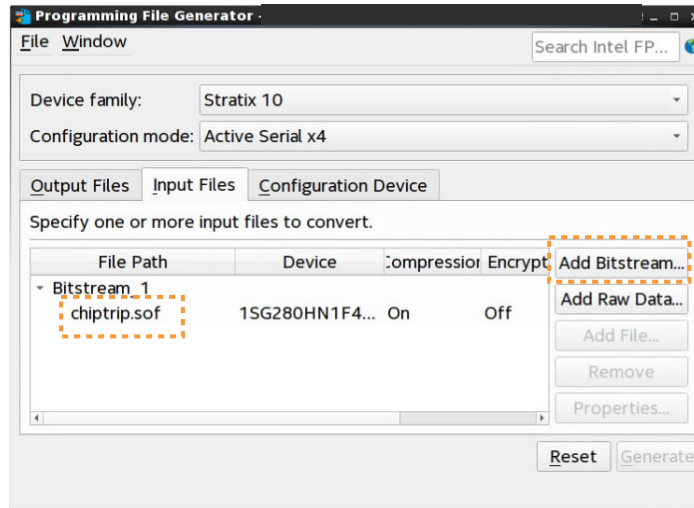 Programming File Generator -
File Window
Search Intel FP...
Device family: Stratix 10
Configuration mode: Active Serial x4
Output Files Input Files Configuration Device
Specify one or more input files to convert.
File Path Device Compression Encrypt
Add Bitstream...
Bitstream_1
Add Raw Data...
chiptrip.sof 1SG280HN1F4... On Off
Add File...
Remove
Properties...
Reset Generate